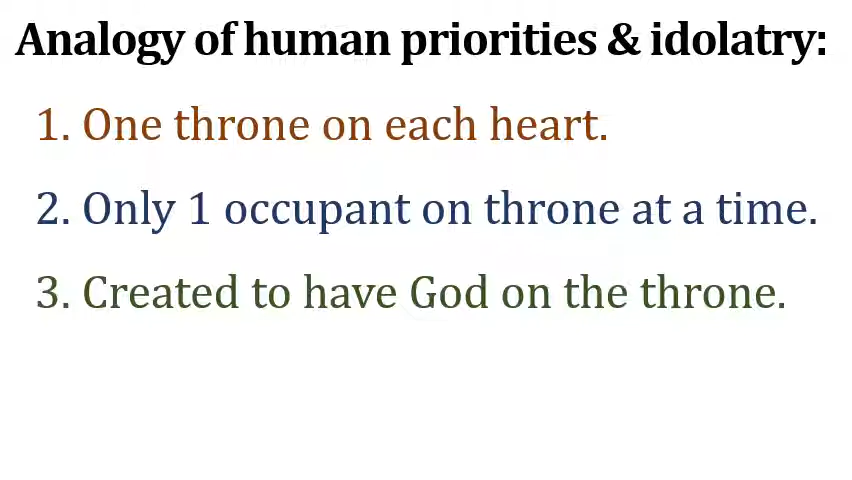 Analogy of human priorities & idolatry:
1. One throne on each heart.
2. Only 1 occupant on throne at a time.
3. Created to have God on the throne.